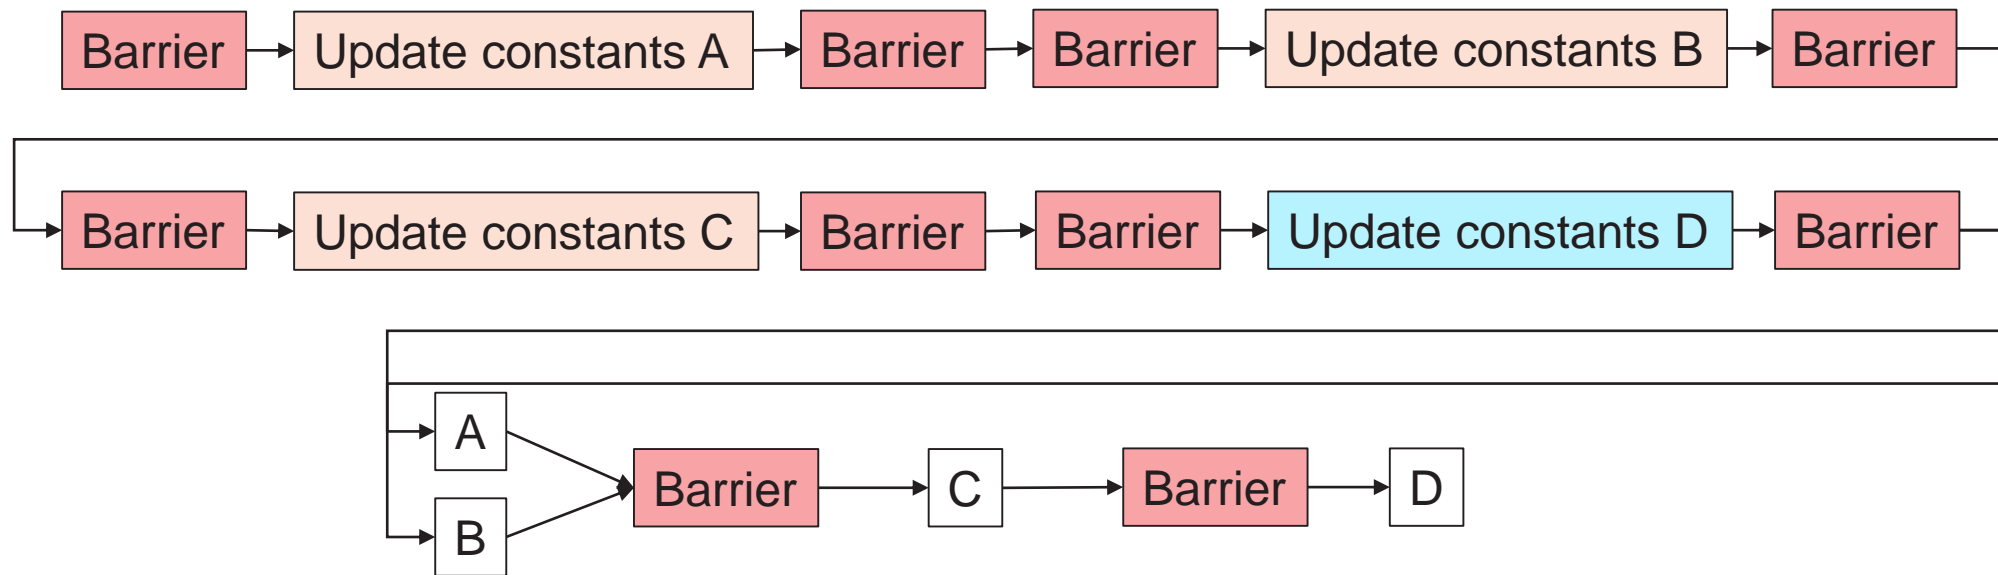 Barrier
Update constants A
Barrier
Barrier
Update constants B
Barrier
Barrier
Update constants C
Barrier
Barrier
Update constants D
Barrier
A
B
Barrier
C
Barrier
D